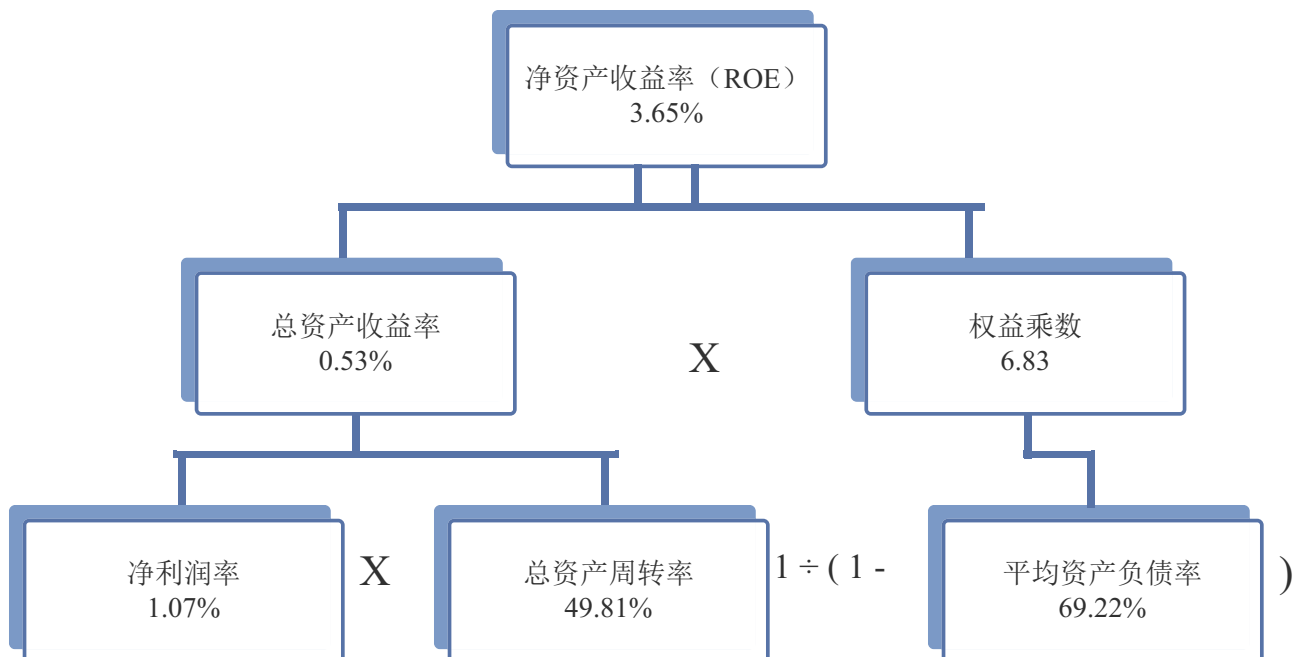 净资产收益率（ROE）
3.65%
总资产收益率
0.53%
X
权益乘数
6.83
净利润率
1.07%
X
总资产周转率
49.81%
1 ÷ ( 1 -
平均资产负债率
69.22%
)